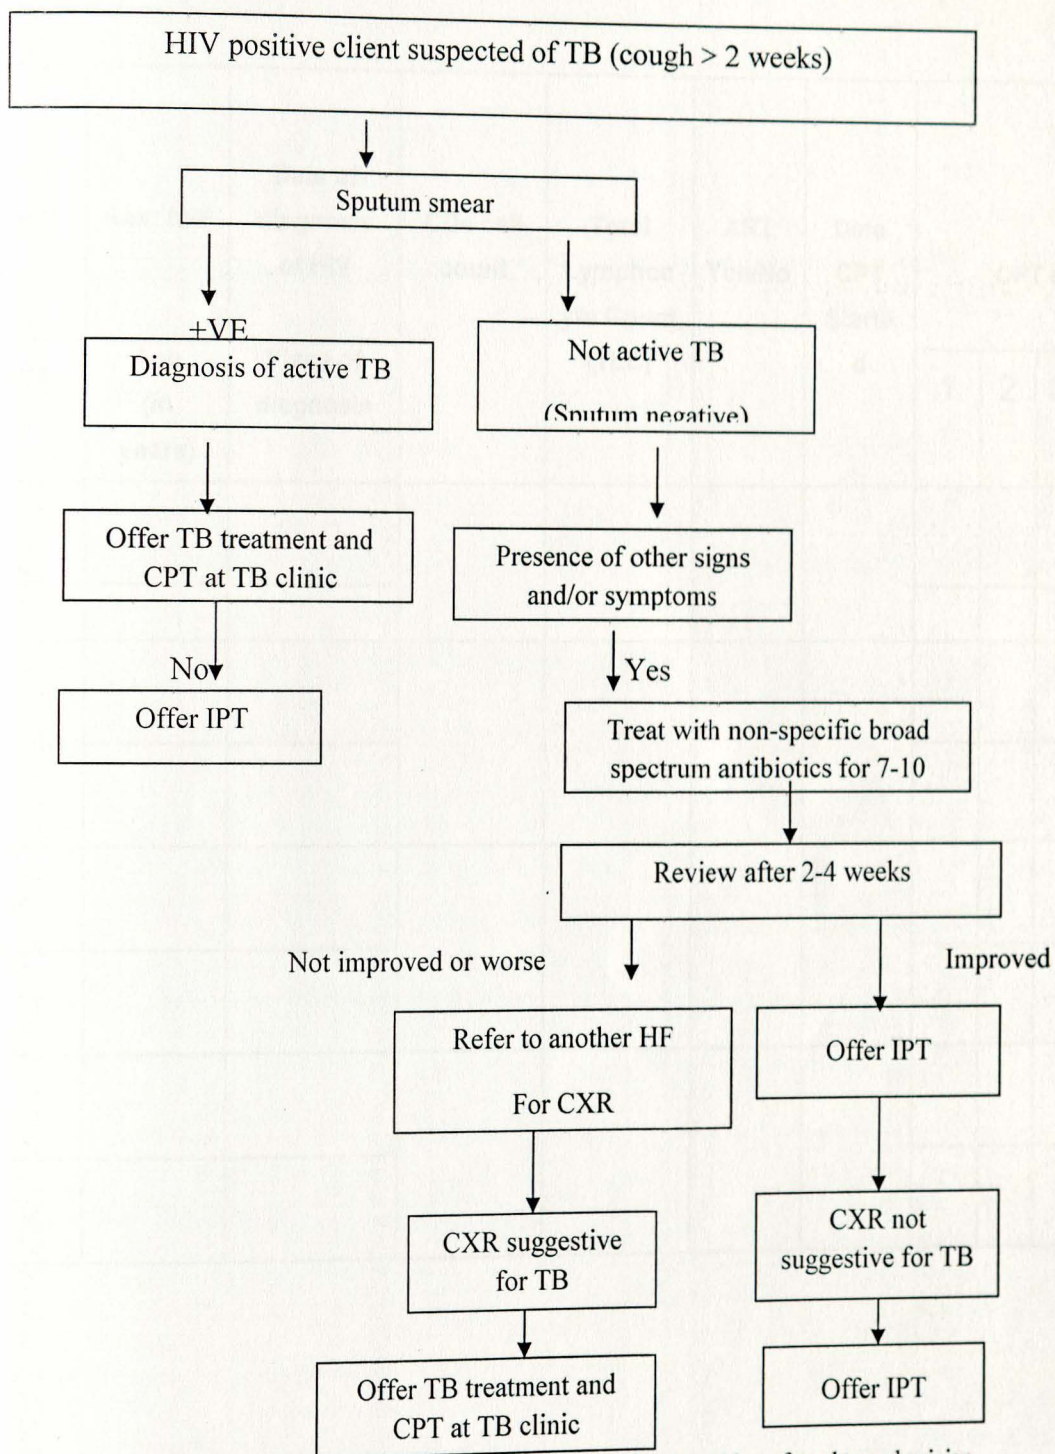 HIV positive client suspected of TB (cough > 2 weeks)
Sputum smear
+VE
Diagnosis of active TB
Not active TB
(Sputum negative)
Offer TB treatment and
CPT at TB clinic
Presence of other signs
and/or symptoms
No
Yes
Offer IPT
Treat with non-specific broad
spectrum antibiotics for 7-10
Review after 2-4 weeks
Not improved or worse
Improved
Refer to another HF
For CXR
Offer IPT
CXR suggestive
for TB
CXR not
suggestive for TB
Offer TB treatment and
CPT at TB clinic
Offer IPT